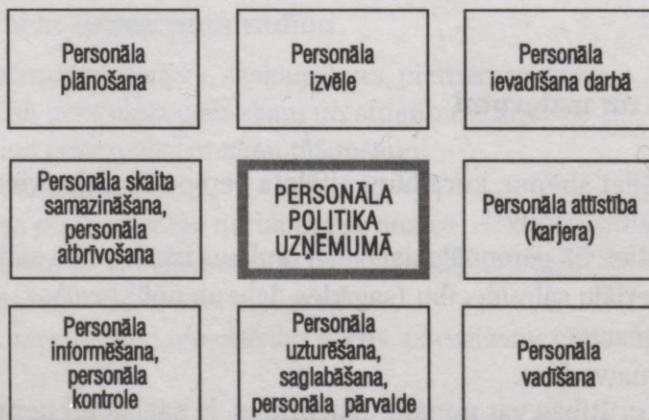 Personāla
plānošana
Personāla
izvēle
Personāla
ievadīšana darbā
Personāla skaita
samazināšana,
personāla
atbrīvošana
PERSONĀLA
POLITIKA
UZŅĒMUMĀ
Personāla attīstība
(karjera)
Personāla
informēšana,
personāla
kontrole
Personāla
uzturēšana,
saglabāšana,
personāla pārvalde
Personāla
vadīšana